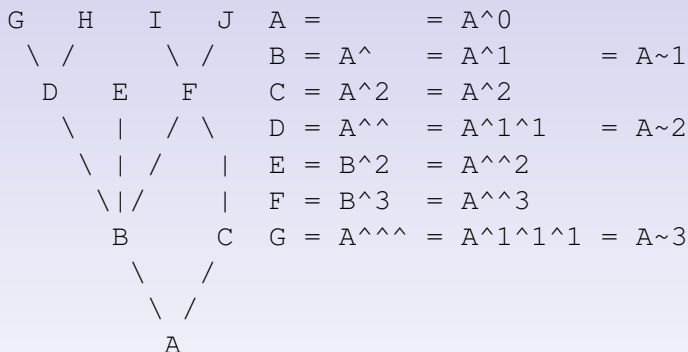 G   H   I   J  A =      = A^0
 \ /     \ /   B = A^   = A^1     = A~1
  D   E   F    C = A^2  = A^2
   \  |  / \   D = A^^  = A^1^1   = A~2
    \ | /   |  E = B^2  = A^^2
     \|/    |  F = B^3  = A^^3
      B     C  G = A^^^ = A^1^1^1 = A~3
       \   /
        \ /
         A